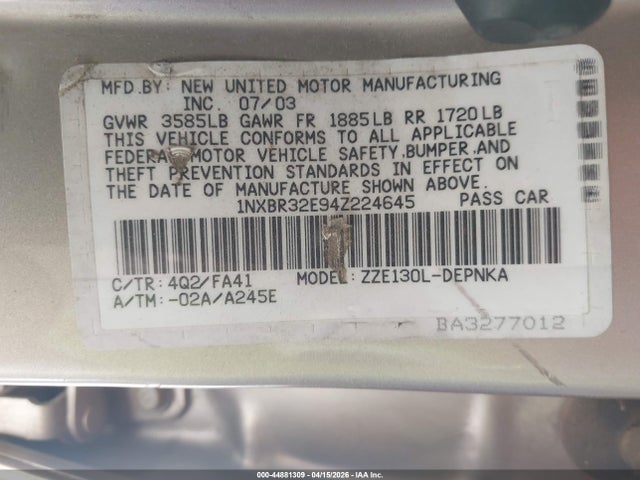 MFD.BY: NEW UNITED MOTOR MANUFACTURING
INC. 07/03
GVWR 3585LB GAWR FR 1885LB RR 1720LB
THIS VEHICLE CONFORMS TO ALL APPLICABLE
FEDERAL MOTOR VEHICLE SAFETY,BUMPER,AND
THEFT PREVENTION STANDARDS IN EFFECT ON
THE DATE OF MANUFACTURE SHOWN ABOVE.
1NXBR32E94Z224645 PASS CAR
C/TR: 4Q2/FA41 MODEL: ZZE130L-DEPNKA
A/TM: -02A/A245E
BA3277012
000-44881309 - 04/15/2026 - IAA Inc.